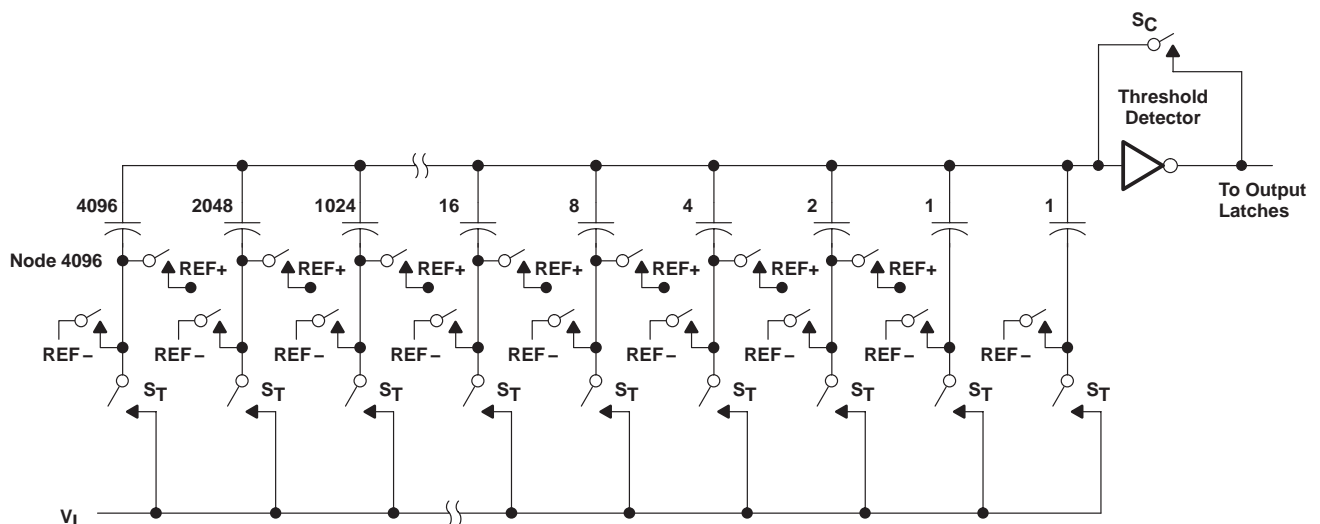 SC
Threshold
Detector
To Output
Latches
4096 2048 1024 16 8 4 2 1 1
Node 4096
REF+ REF+ REF+ REF+ REF+ REF+ REF+
REF– REF– REF– REF– REF– REF– REF– REF– REF–
ST ST ST ST ST ST ST ST ST
VI